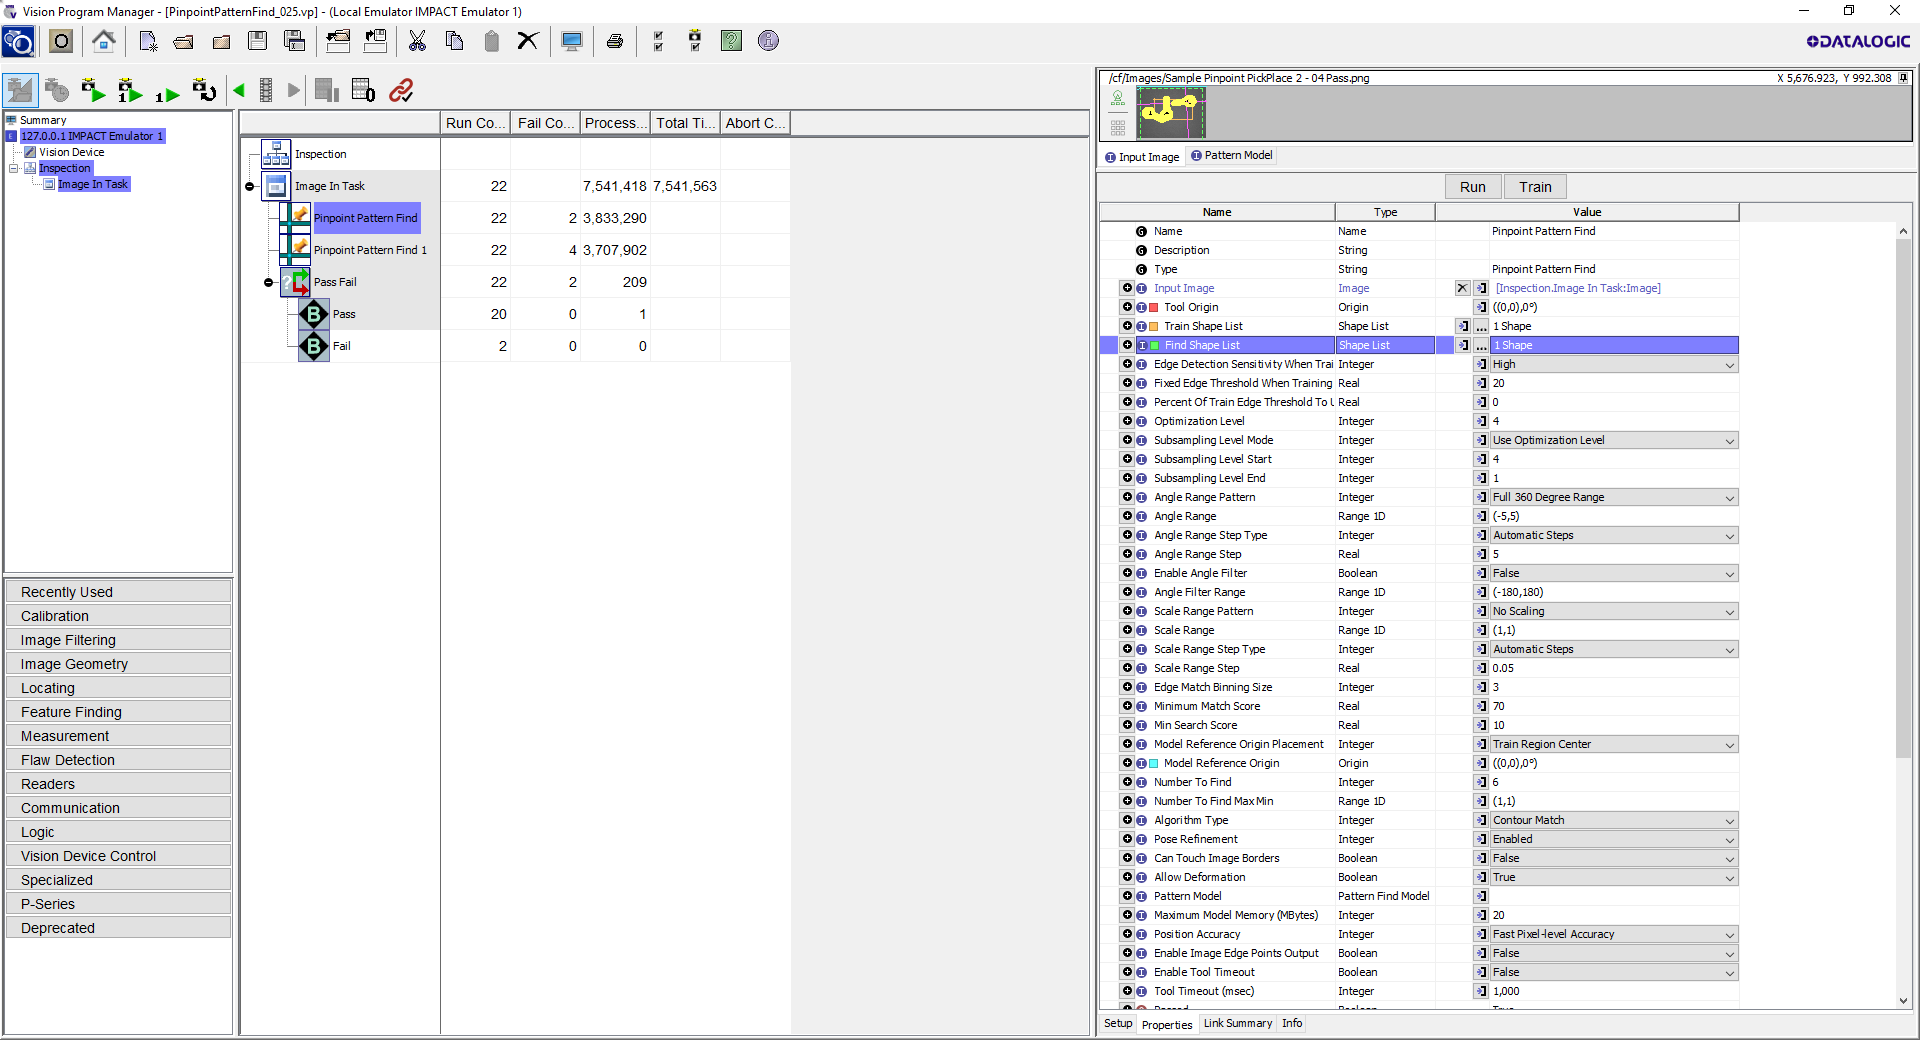 Vision Program Manager - [PinpointPatternFind_025.vp] - (Local Emulator IMPACT Emulator 1)
DATALOGIC
Summary
127.0.0.1 IMPACT Emulator 1
Vision Device
Inspection
Image In Task
Recently Used
Calibration
Image Filtering
Image Geometry
Locating
Feature Finding
Measurement
Flaw Detection
Readers
Communication
Logic
Vision Device Control
Specialized
P-Series
Deprecated
Run Co... Fail Co... Process... Total Ti... Abort C...
Inspection
Image In Task 22 7,541,418 7,541,563
Pinpoint Pattern Find 22 2 3,833,290
Pinpoint Pattern Find 1 22 4 3,707,902
Pass Fail 22 2 209
B Pass 20 0 1
B Fail 2 0 0
/cf/Images/Sample Pinpoint PickPlace 2 - 04 Pass.png X 5,676.923, Y 992.308
Input Image Pattern Model
Run Train
Name Type Value
Name Name Pinpoint Pattern Find
Description String
Type String Pinpoint Pattern Find
Input Image Image [Inspection.Image In Task:Image]
Tool Origin Origin ((0,0),0°)
Train Shape List Shape List ... 1 Shape
Find Shape List Shape List ... 1 Shape
Edge Detection Sensitivity When Trai Integer High
Fixed Edge Threshold When Training Real 20
Percent Of Train Edge Threshold To U Real 0
Optimization Level Integer 4
Subsampling Level Mode Integer Use Optimization Level
Subsampling Level Start Integer 4
Subsampling Level End Integer 1
Angle Range Pattern Integer Full 360 Degree Range
Angle Range Range 1D (-5,5)
Angle Range Step Type Integer Automatic Steps
Angle Range Step Real 5
Enable Angle Filter Boolean False
Angle Filter Range Range 1D (-180,180)
Scale Range Pattern Integer No Scaling
Scale Range Range 1D (1,1)
Scale Range Step Type Integer Automatic Steps
Scale Range Step Real 0.05
Edge Match Binning Size Integer 3
Minimum Match Score Real 70
Min Search Score Real 10
Model Reference Origin Placement Integer Train Region Center
Model Reference Origin Origin ((0,0),0°)
Number To Find Integer 6
Number To Find Max Min Range 1D (1,1)
Algorithm Type Integer Contour Match
Pose Refinement Integer Enabled
Can Touch Image Borders Boolean False
Allow Deformation Boolean True
Pattern Model Pattern Find Model
Maximum Model Memory (MBytes) Integer 20
Position Accuracy Integer Fast Pixel-level Accuracy
Enable Image Edge Points Output Boolean False
Enable Tool Timeout Boolean False
Tool Timeout (msec) Integer 1,000
Setup Properties Link Summary Info